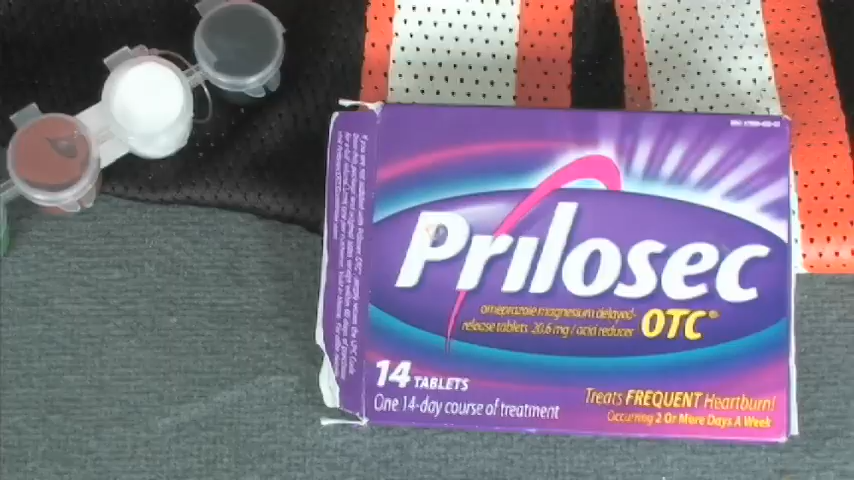 Prilosec
omeprazole magnesium delayed-
release tablets 20.6 mg / acid reducer
OTC®
14 TABLETS
One 14-day course of treatment
Treats FREQUENT Heartburn!
Occurring 2 Or More Days A Week